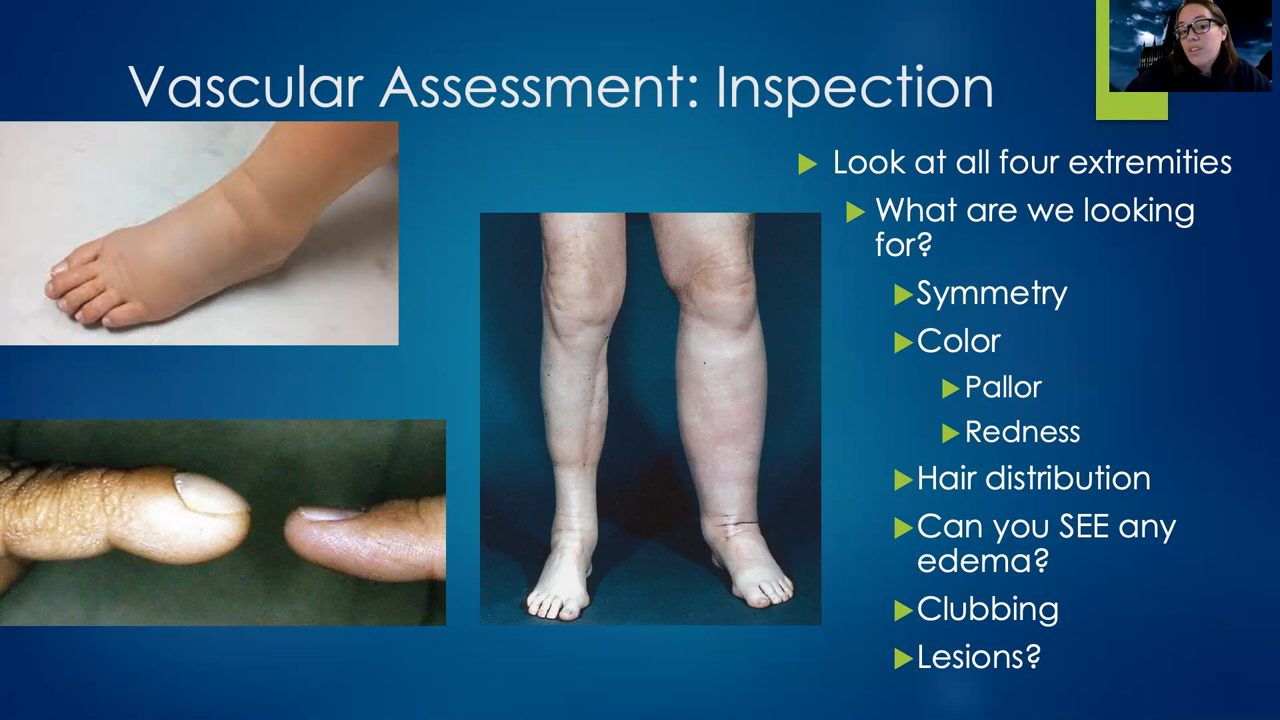 Vascular Assessment: Inspection
Look at all four extremities
What are we looking
for?
Symmetry
Color
Pallor
Redness
Hair distribution
Can you SEE any
edema?
Clubbing
Lesions?